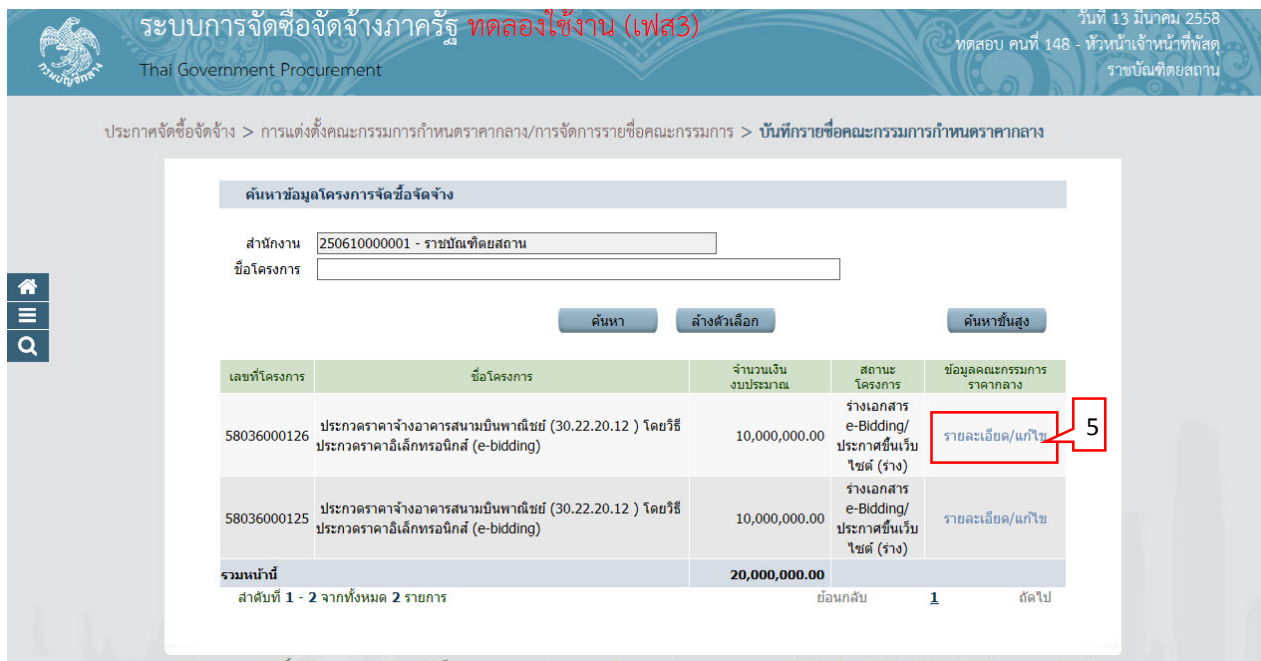 ระบบการจัดซื้อจัดจ้างภาครัฐ ทดลองใช้งาน (เฟส3)
Thai Government Procurement
กรมบัญชีกลาง
วันที่ 13 มีนาคม 2558
ทดสอบ คนที่ 148 - หัวหน้าเจ้าหน้าที่พัสดุ
ราชบัณฑิตยสถาน
ประกาศจัดซื้อจัดจ้าง > การแต่งตั้งคณะกรรมการกำหนดราคากลาง/การจัดการรายชื่อคณะกรรมการ > บันทึกรายชื่อคณะกรรมการกำหนดราคากลาง
ค้นหาข้อมูลโครงการจัดซื้อจัดจ้าง
สำนักงาน 250610000001 - ราชบัณฑิตยสถาน
ชื่อโครงการ
ค้นหา ล้างตัวเลือก ค้นหาขั้นสูง
เลขที่โครงการ ชื่อโครงการ จำนวนเงิน งบประมาณ สถานะ โครงการ ข้อมูลคณะกรรมการ ราคากลาง
58036000126 ประกวดราคาจ้างอาคารสนามบินพาณิชย์ (30.22.20.12 ) โดยวิธี
ประกวดราคาอิเล็กทรอนิกส์ (e-bidding)
10,000,000.00
ร่างเอกสาร
e-Bidding/
ประกาศขึ้นเว็บ
ไซต์ (ร่าง)
รายละเอียด/แก้ไข
5
58036000125 ประกวดราคาจ้างอาคารสนามบินพาณิชย์ (30.22.20.12 ) โดยวิธี
ประกวดราคาอิเล็กทรอนิกส์ (e-bidding)
10,000,000.00
ร่างเอกสาร
e-Bidding/
ประกาศขึ้นเว็บ
ไซต์ (ร่าง)
รายละเอียด/แก้ไข
รวมหน้านี้ 20,000,000.00
ลำดับที่ 1 - 2 จากทั้งหมด 2 รายการ ย้อนกลับ 1 ถัดไป